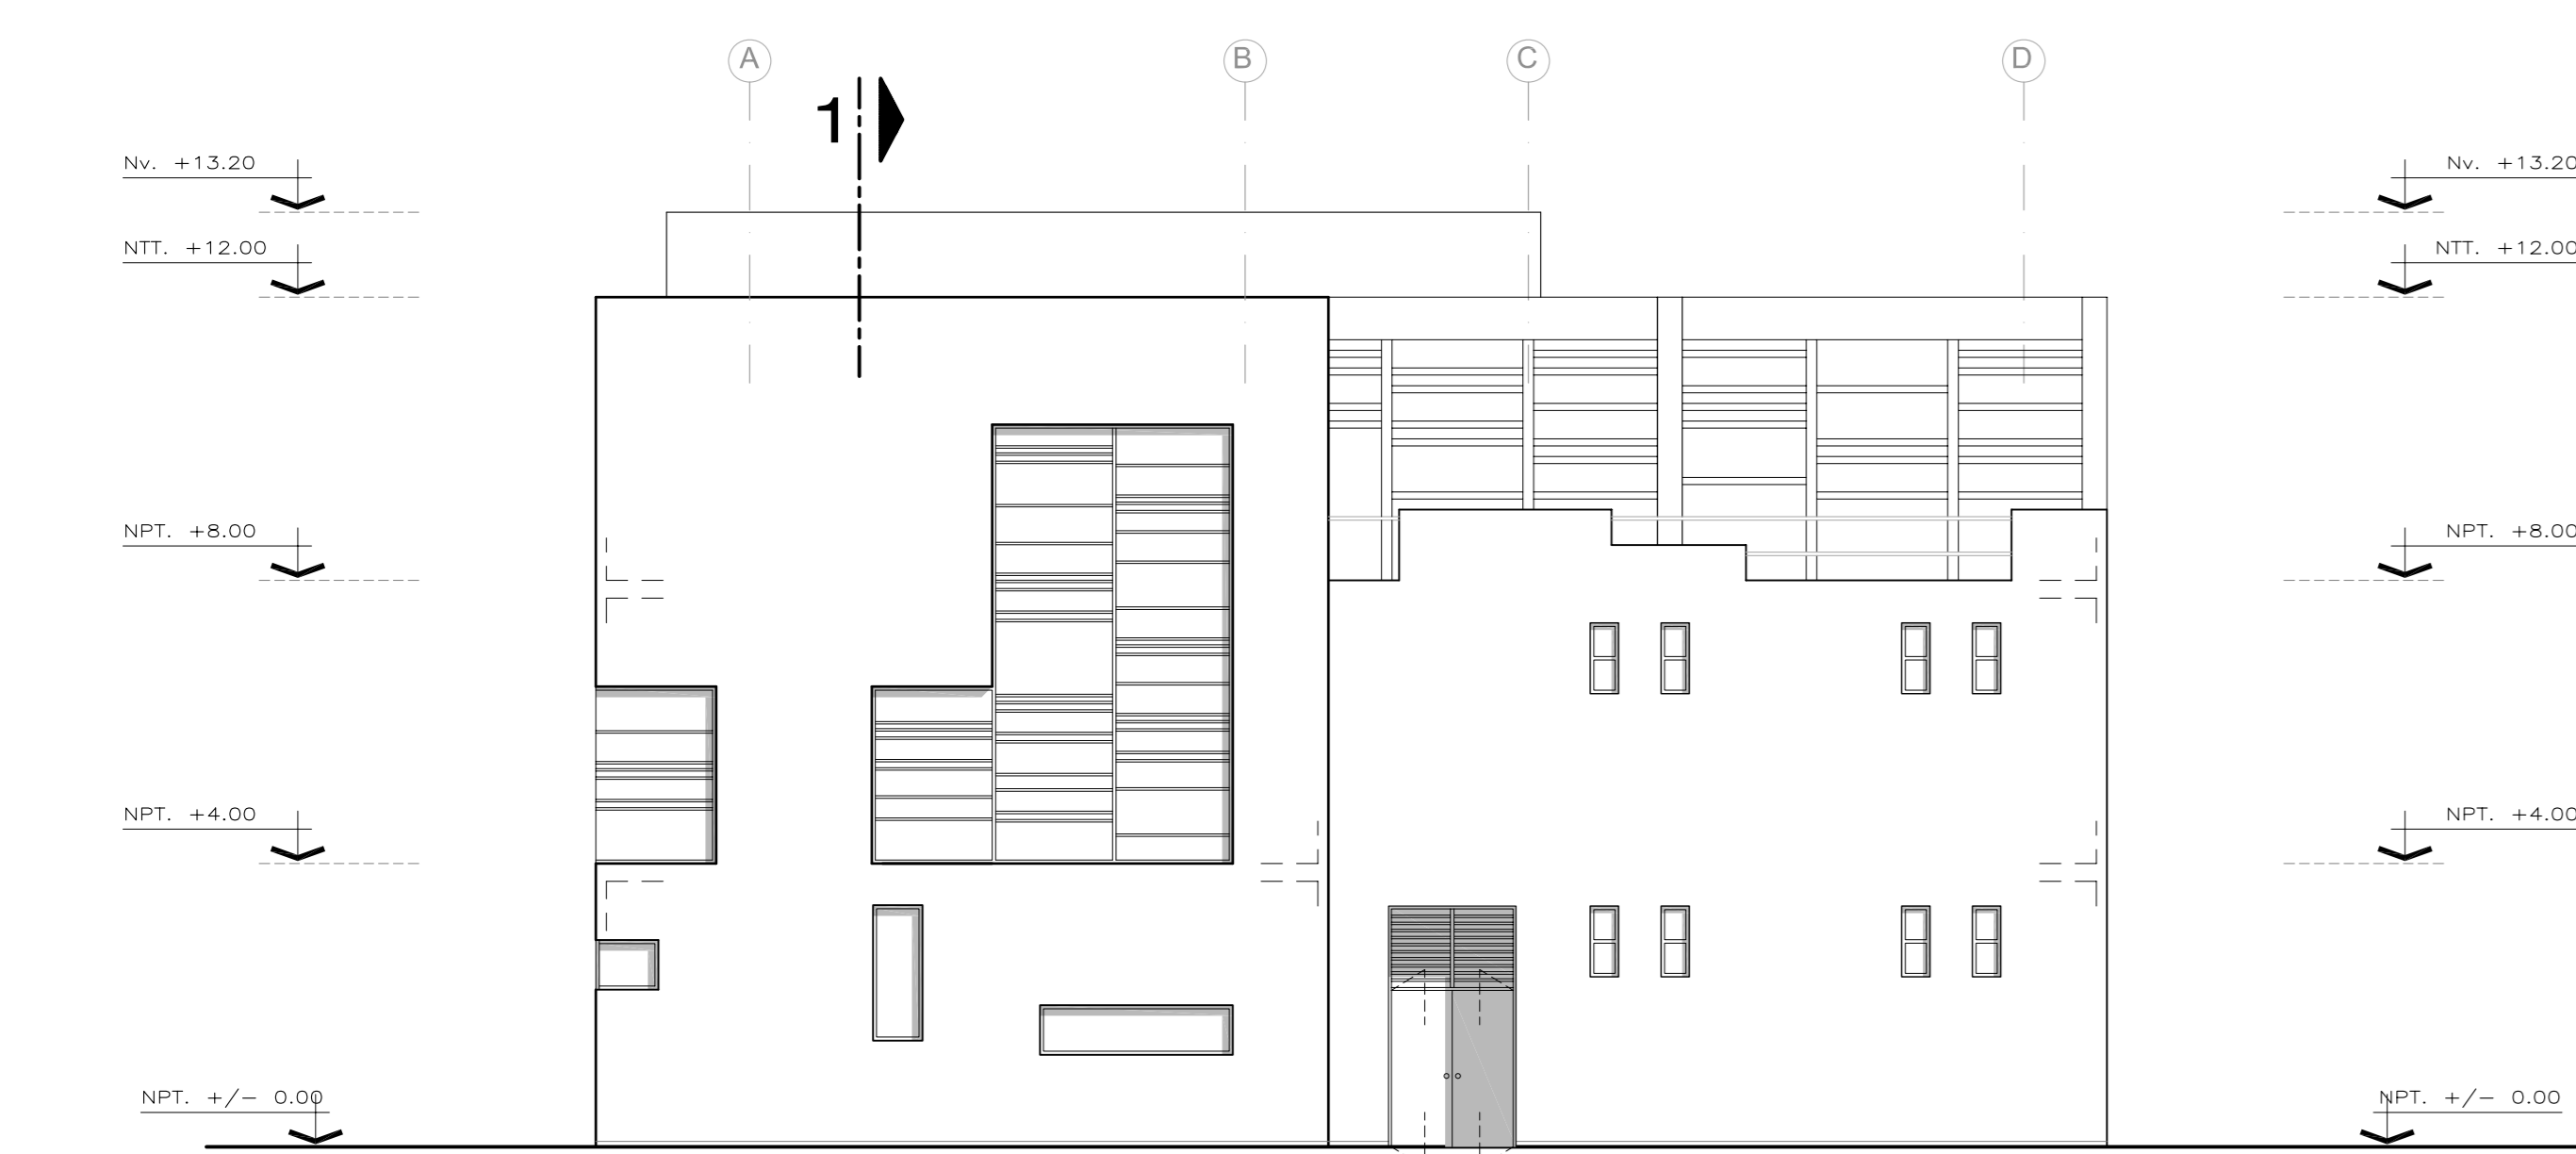 A B C D
1
Nv. +13.20 Nv. +13.20
NTT. +12.00 NTT. +12.00
NPT. +8.00 NPT. +8.00
NPT. +4.00 NPT. +4.00
NPT. +/- 0.00 NPT. +/- 0.00